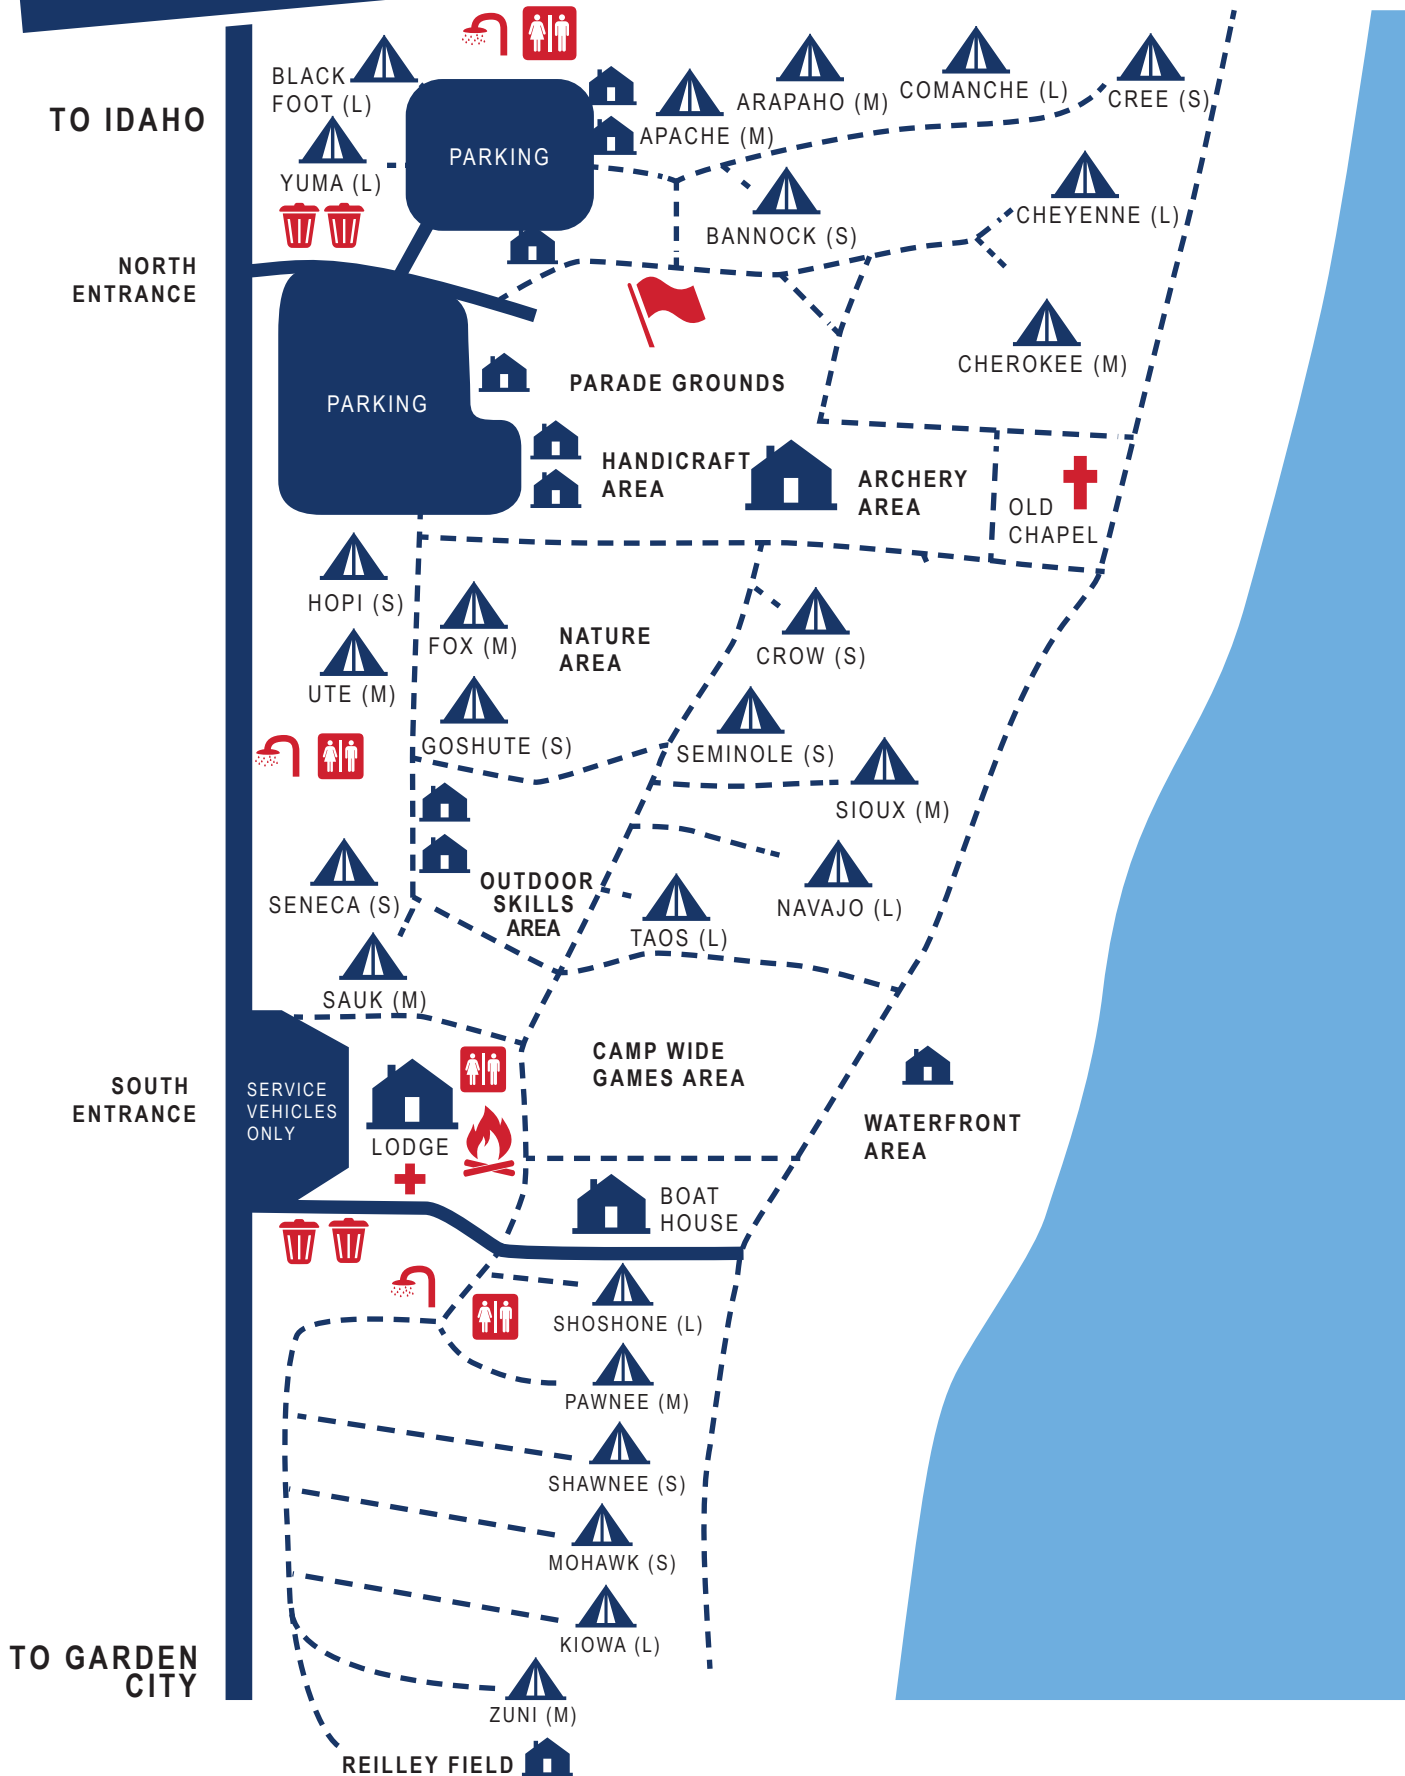 BLACK
FOOT (L)
TO IDAHO
YUMA (L)
PARKING
APACHE (M)
ARAPAHO (M)
COMANCHE (L)
CREE (S)
BANNOCK (S)
CHEYENNE (L)
NORTH
ENTRANCE
PARKING
PARADE GROUNDS
CHEROKEE (M)
HANDICRAFT
AREA
ARCHERY
AREA
OLD
CHAPEL
HOPI (S)
FOX (M)
NATURE
AREA
CROW (S)
UTE (M)
GOSHUTE (S)
SEMINOLE (S)
SIOUX (M)
SENECA (S)
OUTDOOR
SKILLS
AREA
TAOS (L)
NAVAJO (L)
SAUK (M)
CAMP WIDE
GAMES AREA
SOUTH
ENTRANCE
SERVICE
VEHICLES
ONLY
LODGE
WATERFRONT
AREA
BOAT
HOUSE
SHOSHONE (L)
PAWNEE (M)
SHAWNEE (S)
MOHAWK (S)
KIOWA (L)
TO GARDEN
CITY
ZUNI (M)
REILLEY FIELD